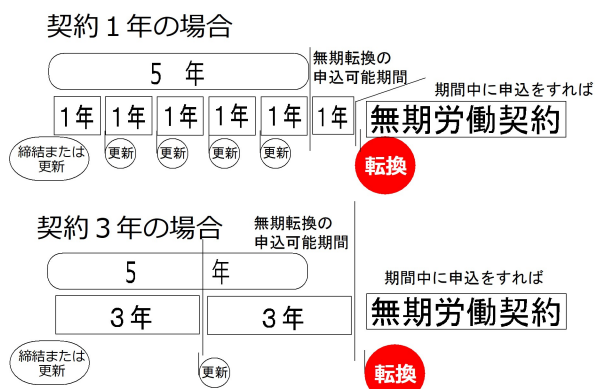 契約１年の場合
無期転換の
申込可能期間
５　年
期間中に申込をすれば
１年 １年 １年 １年 １年 １年
無期労働契約
締結または
更新
更新 更新 更新 更新
転換
契約３年の場合
無期転換の
申込可能期間
５　年
期間中に申込をすれば
３年 ３年
無期労働契約
締結または
更新
更新
転換